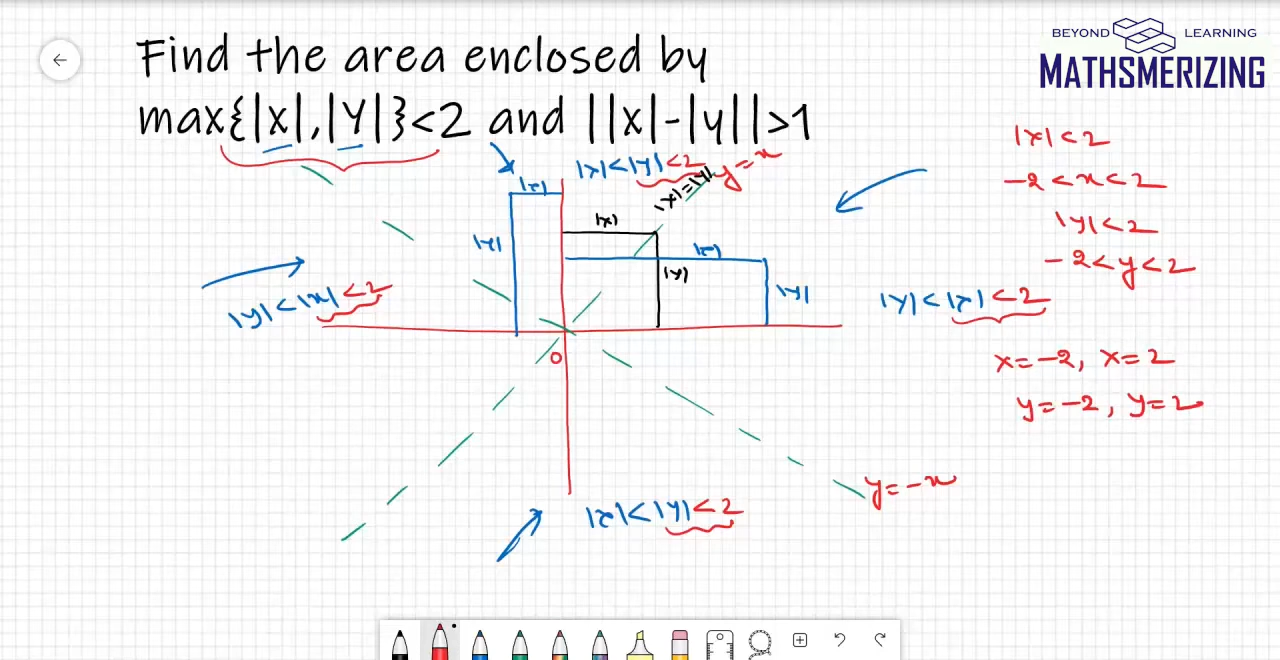 Find the area enclosed by
max{|x|,|Y|}<2 and ||x|-|y||>1
BEYOND LEARNING
MATHSMERIZING
|x|<2
-2<x<2
|y|<2
-2<y<2
|y|<|x|<2
x=-2, x=2
y=-2, y=2
|x|<|y|<2
y=x
|x|=|y|
|x|
|y|
|x|
|y|
|x|
|y|
|y|<|x|<2
O
y=-x
|x|<|y|<2